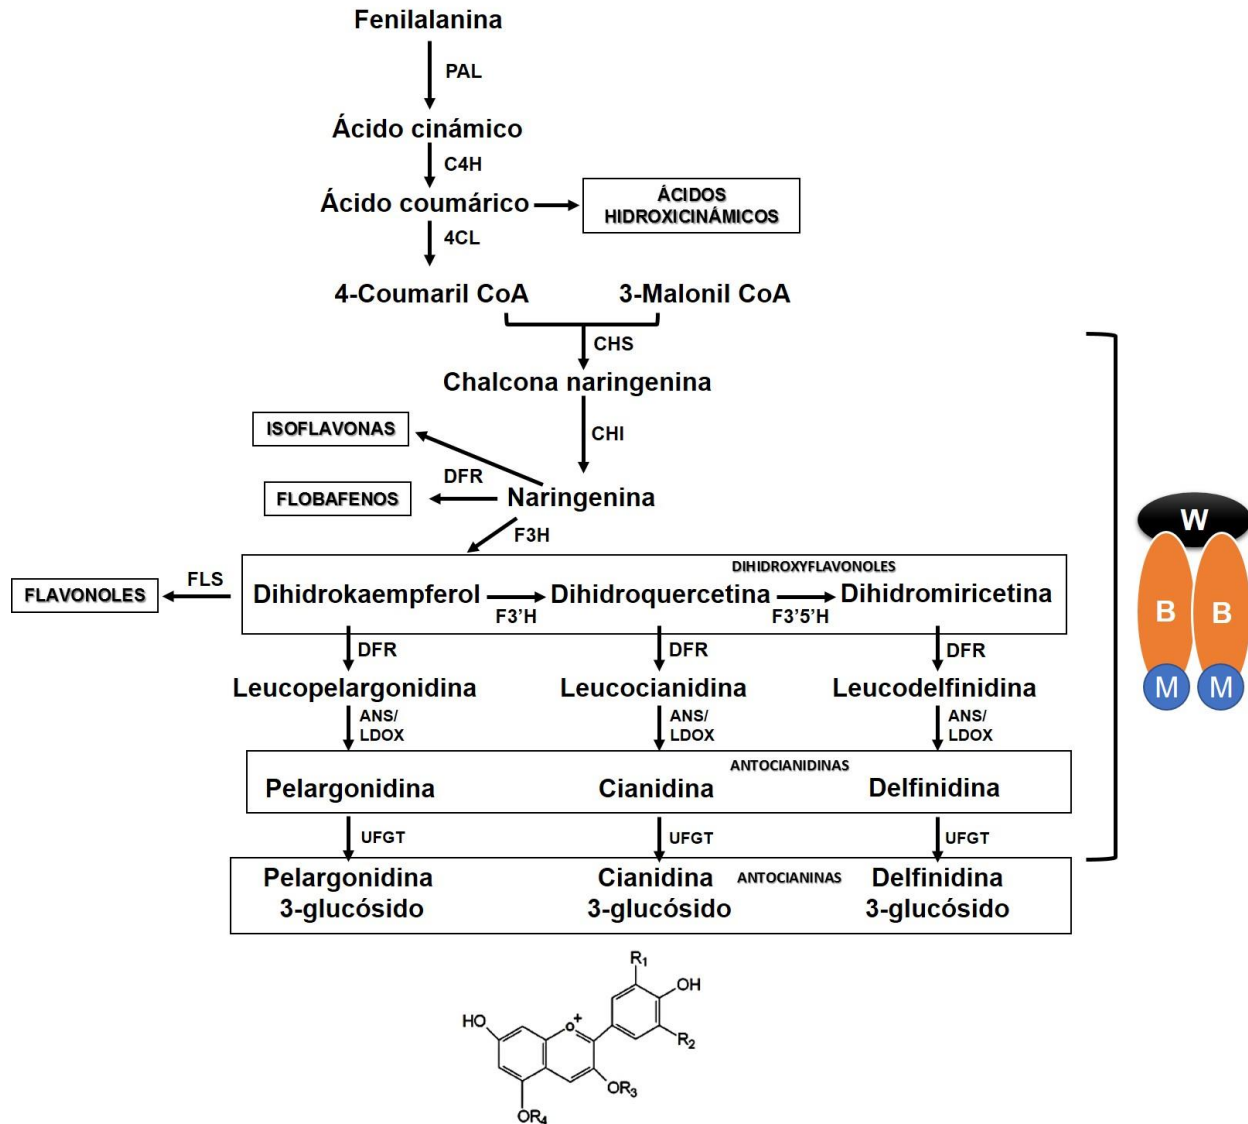 Fenilalanina
PAL
Ácido cinámico
C4H
Ácido coumárico
ÁCIDOS
HIDROXICINÁMICOS
4CL
4-Coumaril CoA
3-Malonil CoA
CHS
Chalcona naringenina
ISOFLAVONAS
CHI
DFR
FLOBAFENOS
Naringenina
F3H
DIHIDROXYFLAVONOLES
FLS
FLAVONOLES
Dihidrokaempferol
Dihidroquercetina
Dihidromiricetina
F3'H
F3'5'H
DFR
DFR
DFR
Leucopelargonidina
Leucocianidina
Leucodelfinidina
ANS/
LDOX
ANS/
LDOX
ANS/
LDOX
ANTOCIANIDINAS
Pelargonidina
Cianidina
Delfinidina
UFGT
UFGT
UFGT
Pelargonidina
3-glucósido
Cianidina
3-glucósido
ANTOCIANINAS
Delfinidina
3-glucósido
W
B
B
M
M
R₁
OH
HO
O⁺
R₂
OR₃
OR₄